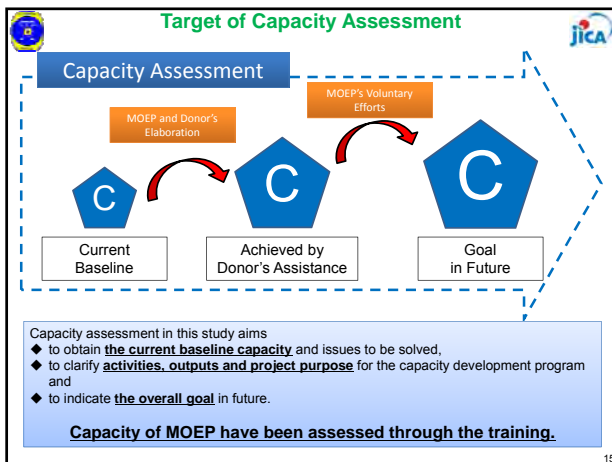 Target of Capacity Assessment
jica
Capacity Assessment
MOEP and Donor's
Elaboration
MOEP's Voluntary
Efforts
C
C
C
Current
Baseline
Achieved by
Donor's Assistance
Goal
in Future
Capacity assessment in this study aims
◆ to obtain the current baseline capacity and issues to be solved,
◆ to clarify activities, outputs and project purpose for the capacity development program
and
◆ to indicate the overall goal in future.
Capacity of MOEP have been assessed through the training.
15